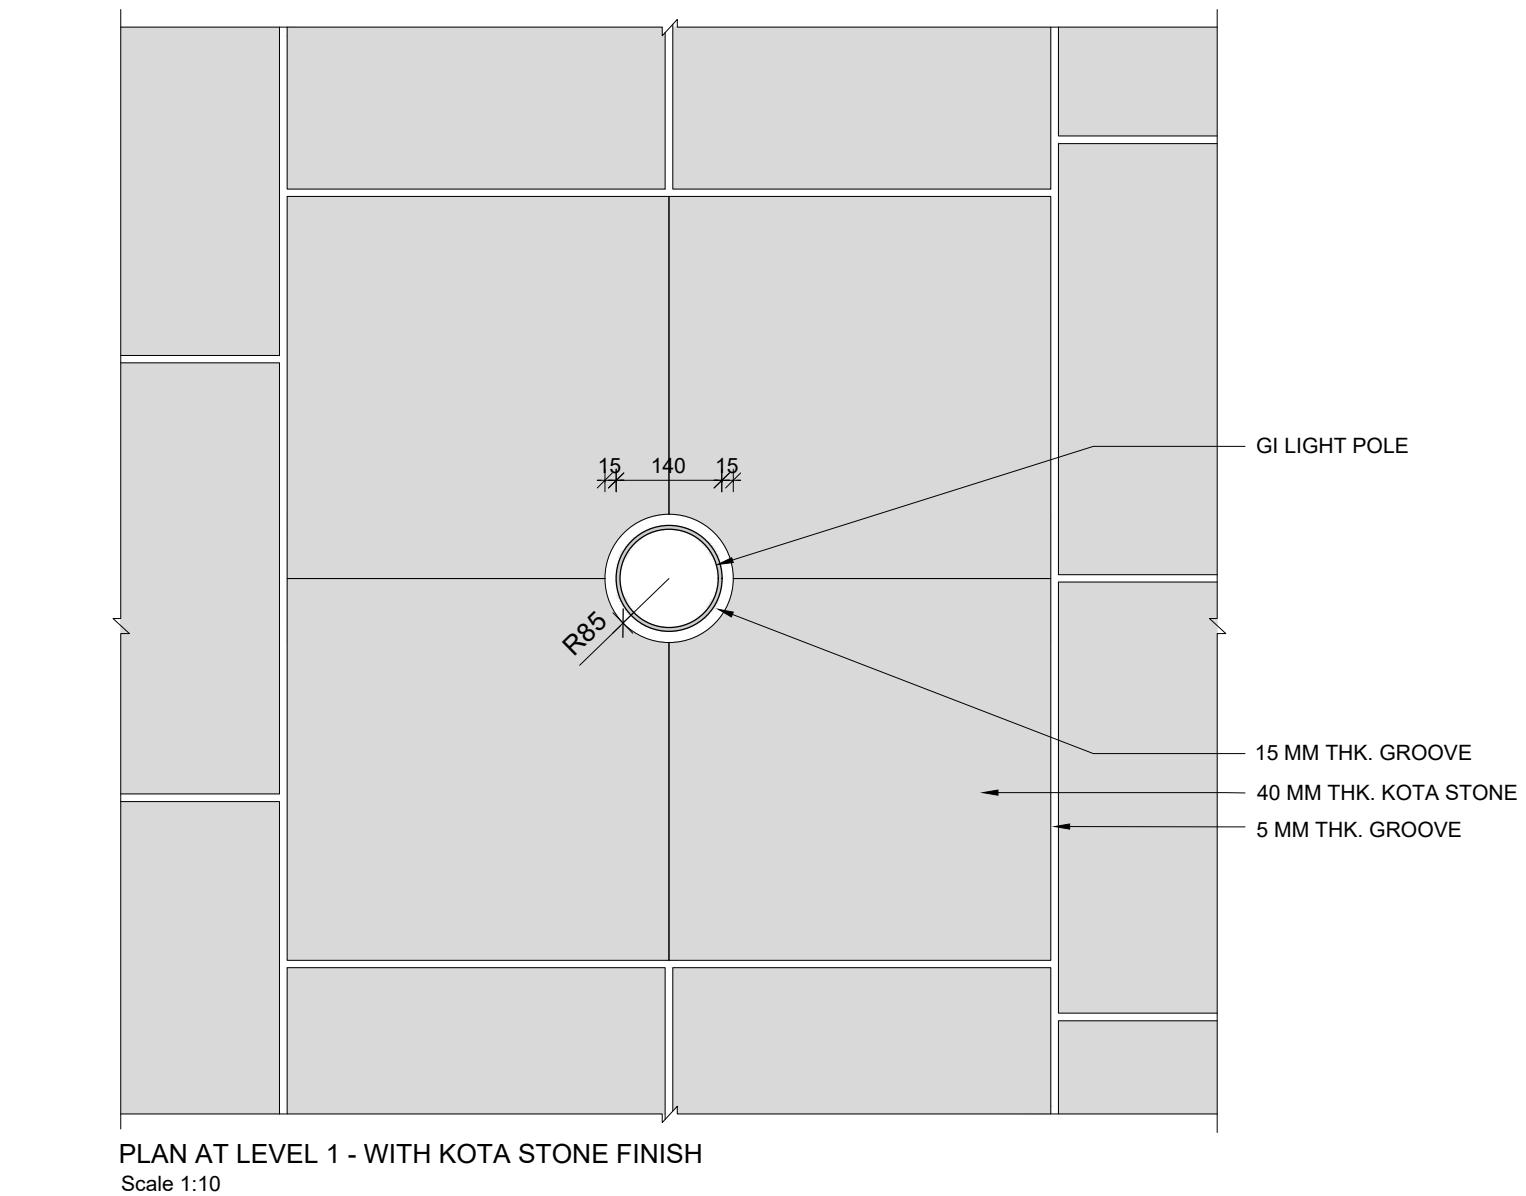 15 140 15
GI LIGHT POLE
R85
15 MM THK. GROOVE
40 MM THK. KOTA STONE
5 MM THK. GROOVE
PLAN AT LEVEL 1 - WITH KOTA STONE FINISH
Scale 1:10